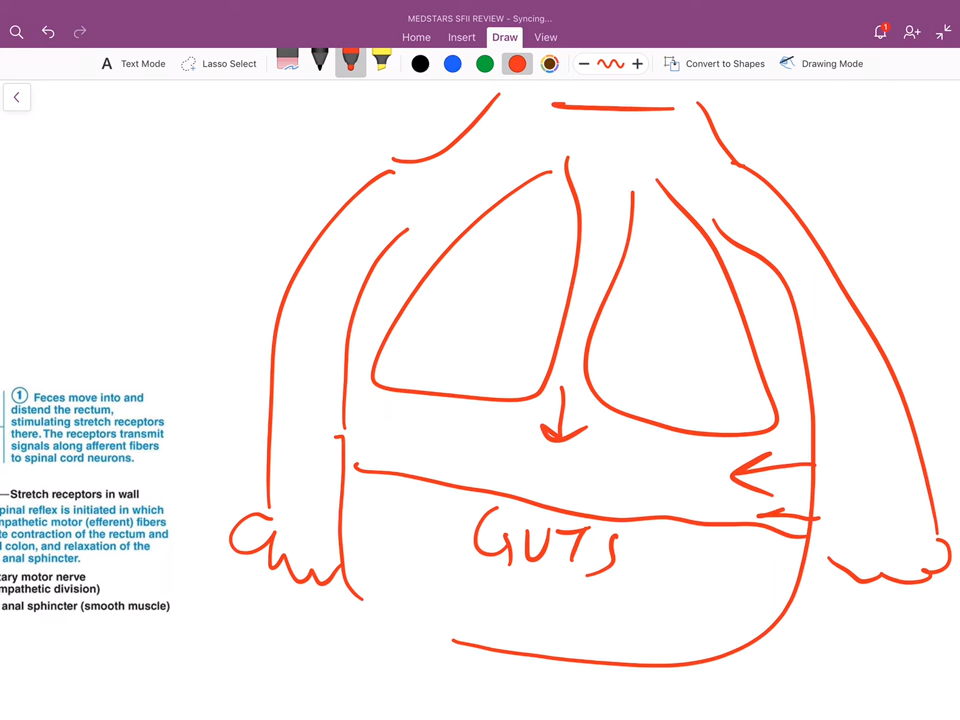 MEDSTARS SFII REVIEW - Syncing...
Home Insert Draw View
1
A Text Mode Lasso Select Convert to Shapes Drawing Mode
1 Feces move into and
distend the rectum,
stimulating stretch receptors
there. The receptors transmit
signals along afferent fibers
to spinal cord neurons.
—Stretch receptors in wall
pinal reflex is initiated in which
mpathetic motor (efferent) fibers
te contraction of the rectum and
d colon, and relaxation of the
anal sphincter.
tary motor nerve
mpathetic division)
anal sphincter (smooth muscle)
GUTS